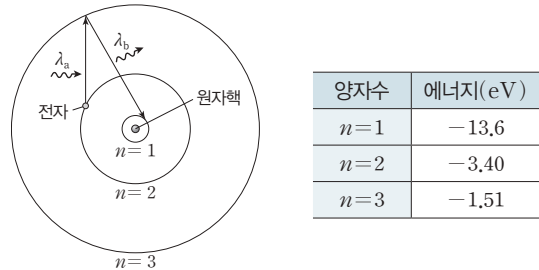 λa
λb
전자
원자핵
n=1
n=2
n=3
양자수 에너지(eV)
n=1 −13.6
n=2 −3.40
n=3 −1.51